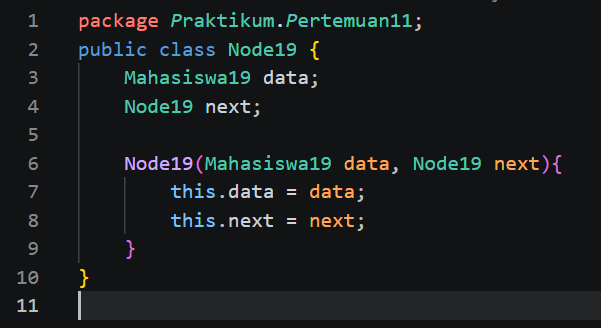 1 package Praktikum.Pertemuan11;
2 public class Node19 {
3     Mahasiswa19 data;
4     Node19 next;
5
6     Node19(Mahasiswa19 data, Node19 next){
7         this.data = data;
8         this.next = next;
9     }
10 }
11